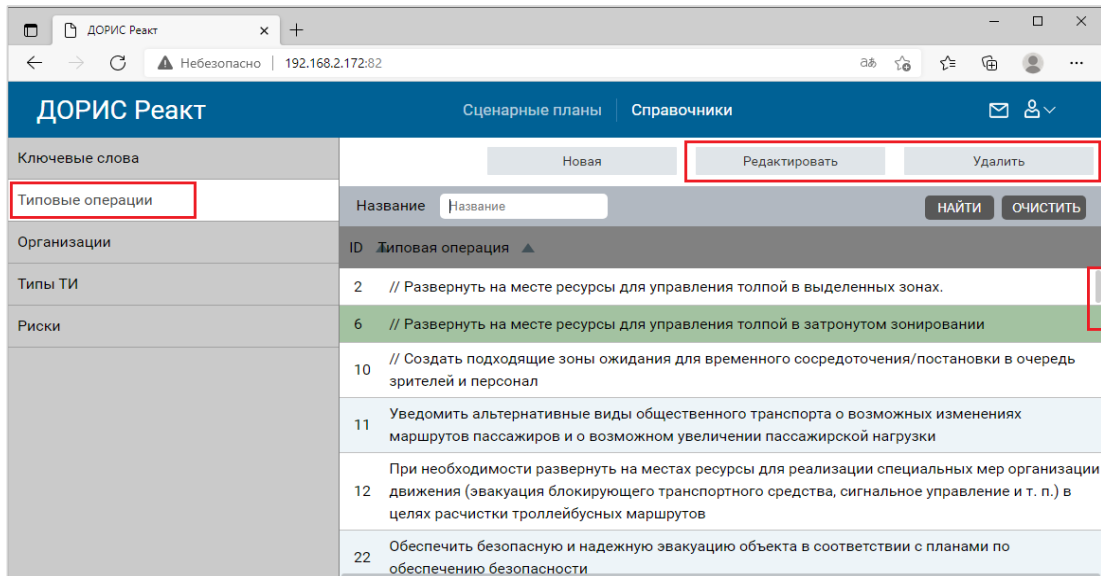 ДОРИС Реакт
Небезопасно | 192.168.2.172:82
ДОРИС Реакт
Сценарные планы
Справочники
Ключевые слова
Типовые операции
Организации
Типы ТИ
Риски
Новая
Редактировать
Удалить
Название
Название
НАЙТИ
ОЧИСТИТЬ
ID
Типовая операция
2 // Развернуть на месте ресурсы для управления толпой в выделенных зонах.
6 // Развернуть на месте ресурсы для управления толпой в затронутом зонировании
10 // Создать подходящие зоны ожидания для временного сосредоточения/постановки в очередь
зрителей и персонал
11 Уведомить альтернативные виды общественного транспорта о возможных изменениях
маршрутов пассажиров и о возможном увеличении пассажирской нагрузки
При необходимости развернуть на местах ресурсы для реализации специальных мер организации
12 движения (эвакуация блокирующего транспортного средства, сигнальное управление и т. п.) в
целях расчистки троллейбусных маршрутов
22 Обеспечить безопасную и надежную эвакуацию объекта в соответствии с планами по
обеспечению безопасности